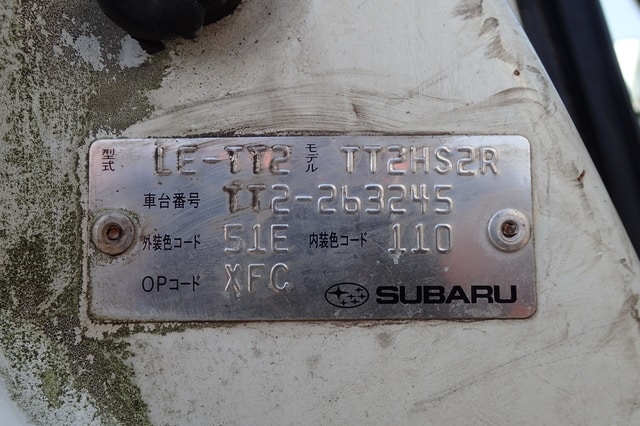 型式 LE-TT2 モデル TT2HS2R
車台番号 TT2-263245
外装色コード 51E 内装色コード 110
OPコード XFC
SUBARU